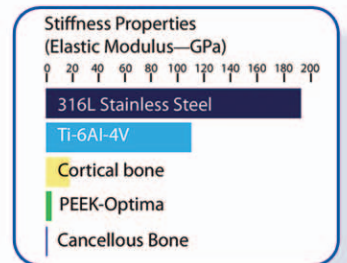 Stiffness Properties
(Elastic Modulus—GPa)
0 20 40 60 80 100 120 140 160 180 200
316L Stainless Steel
Ti-6Al-4V
Cortical bone
PEEK-Optima
Cancellous Bone